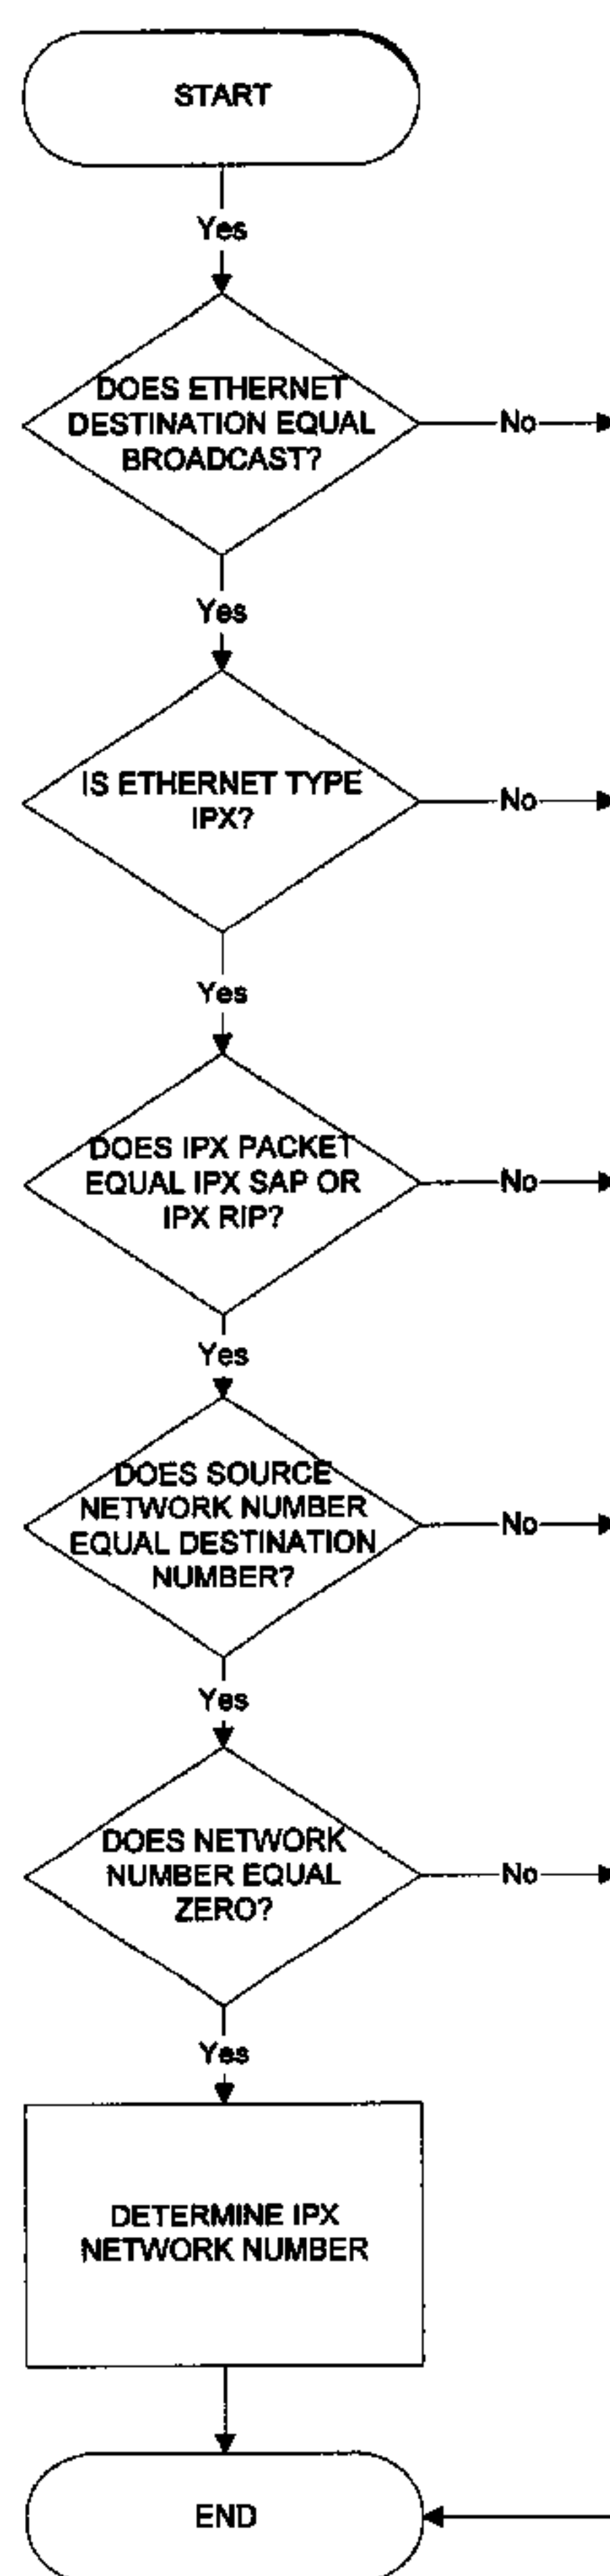 START
Yes
DOES ETHERNET
DESTINATION EQUAL
BROADCAST?
No
Yes
IS ETHERNET TYPE
IPX?
No
Yes
DOES IPX PACKET
EQUAL IPX SAP OR
IPX RIP?
No
Yes
DOES SOURCE
NETWORK NUMBER
EQUAL DESTINATION
NUMBER?
No
Yes
DOES NETWORK
NUMBER EQUAL
ZERO?
No
Yes
DETERMINE IPX
NETWORK NUMBER
END